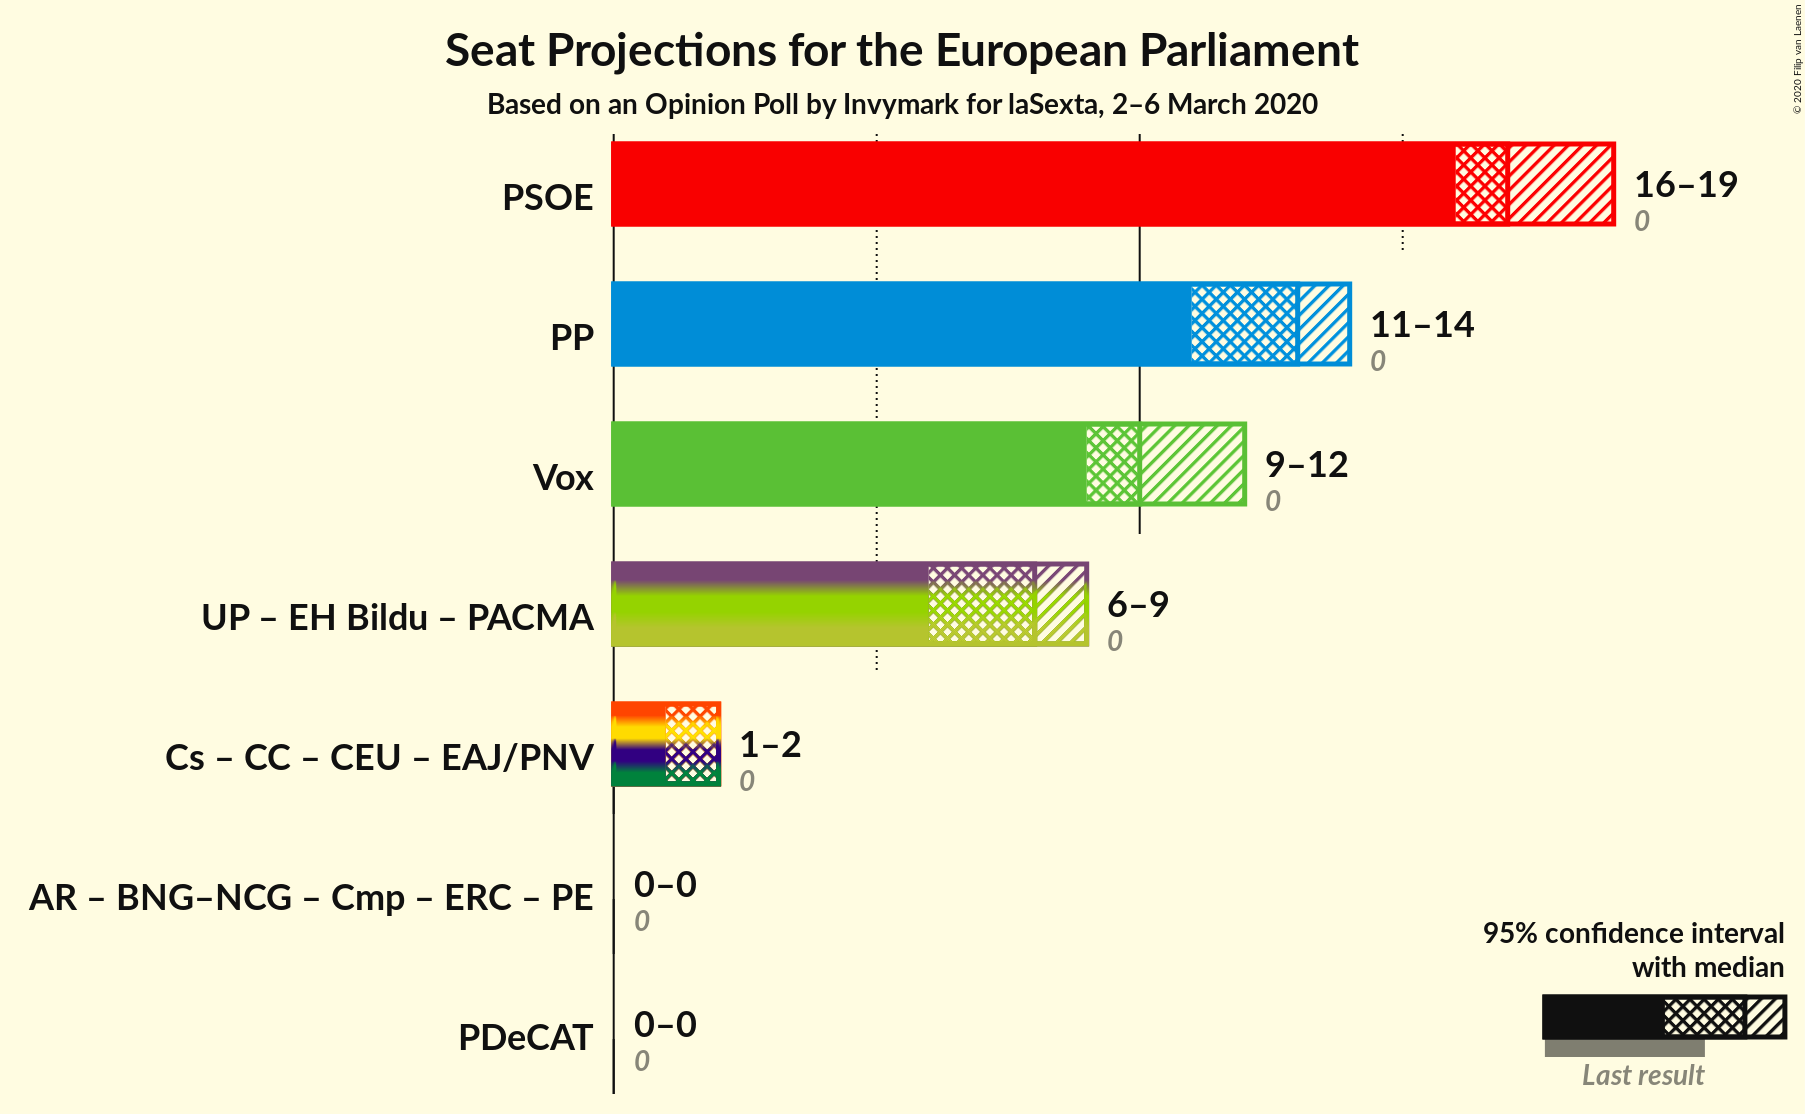 Seat Projections for the European Parliament
Based on an Opinion Poll by Invymark for laSexta, 2–6 March 2020
© 2020 Filip van Laenen
PSOE
16–19
0
PP
11–14
0
Vox
9–12
0
UP – EH Bildu – PACMA
6–9
0
Cs – CC – CEU – EAJ/PNV
1–2
0
AR – BNG–NCG – Cmp – ERC – PE
0–0
0
PDeCAT
0–0
0
95% confidence interval
with median
Last result